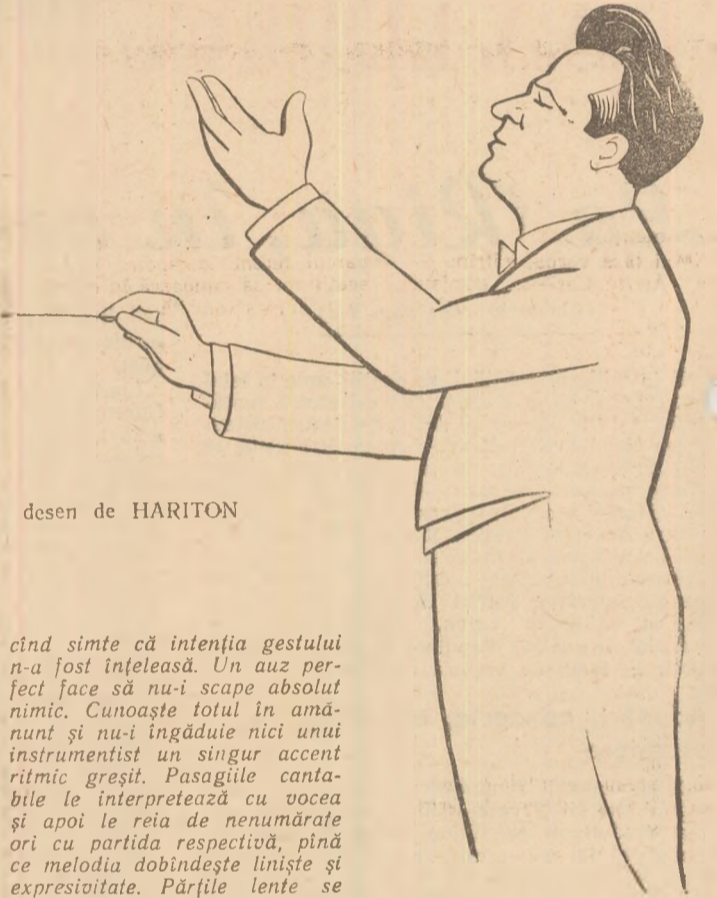 desen de HARITON
cînd simte că intenția gestului
n-a fost înțeleasă. Un auz per-
fect face să nu-i scape absolut
nimic. Cunoaște totul în amă-
nunt și nu-i îngăduie nici unui
instrumentist un singur accent
ritmic greșit. Pasagiile canta-
bile le interpretează cu vocea
și apoi le reia de nenumărate
ori cu partida respectivă, pînă
ce melodia dobîndește liniște și
expresivitate. Părțile lente se